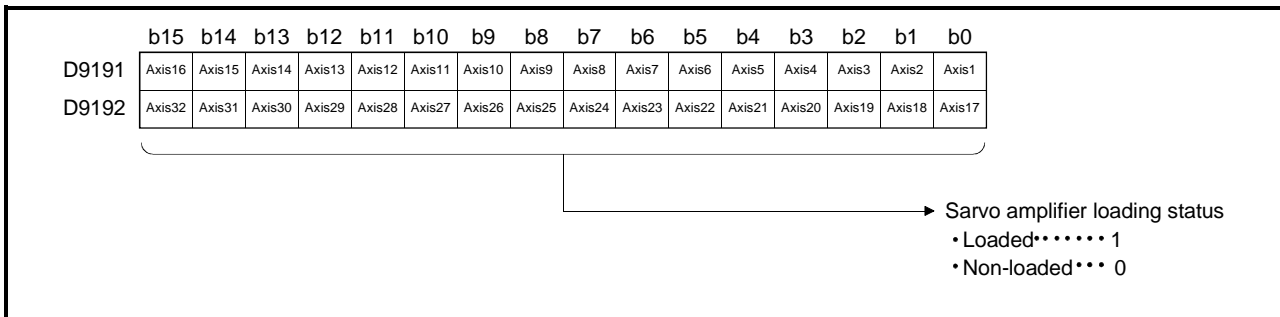 b15 b14 b13 b12 b11 b10 b9 b8 b7 b6 b5 b4 b3 b2 b1 b0
D9191 Axis16 Axis15 Axis14 Axis13 Axis12 Axis11 Axis10 Axis9 Axis8 Axis7 Axis6 Axis5 Axis4 Axis3 Axis2 Axis1
D9192 Axis32 Axis31 Axis30 Axis29 Axis28 Axis27 Axis26 Axis25 Axis24 Axis23 Axis22 Axis21 Axis20 Axis19 Axis18 Axis17
Sarvo amplifier loading status
• Loaded••••••• 1
• Non-loaded••• 0